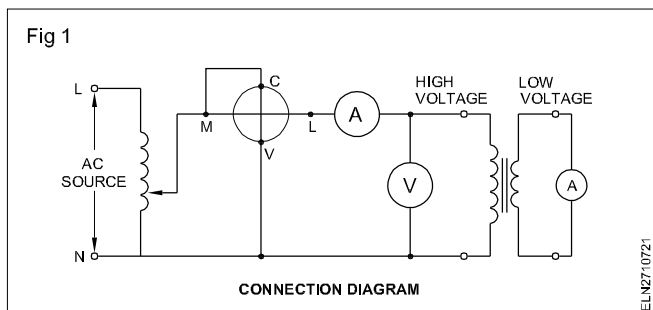 Fig 1
HIGH VOLTAGE
LOW VOLTAGE
L
C
M
L
A
V
V
A
AC SOURCE
N
CONNECTION DIAGRAM
ELN2710721